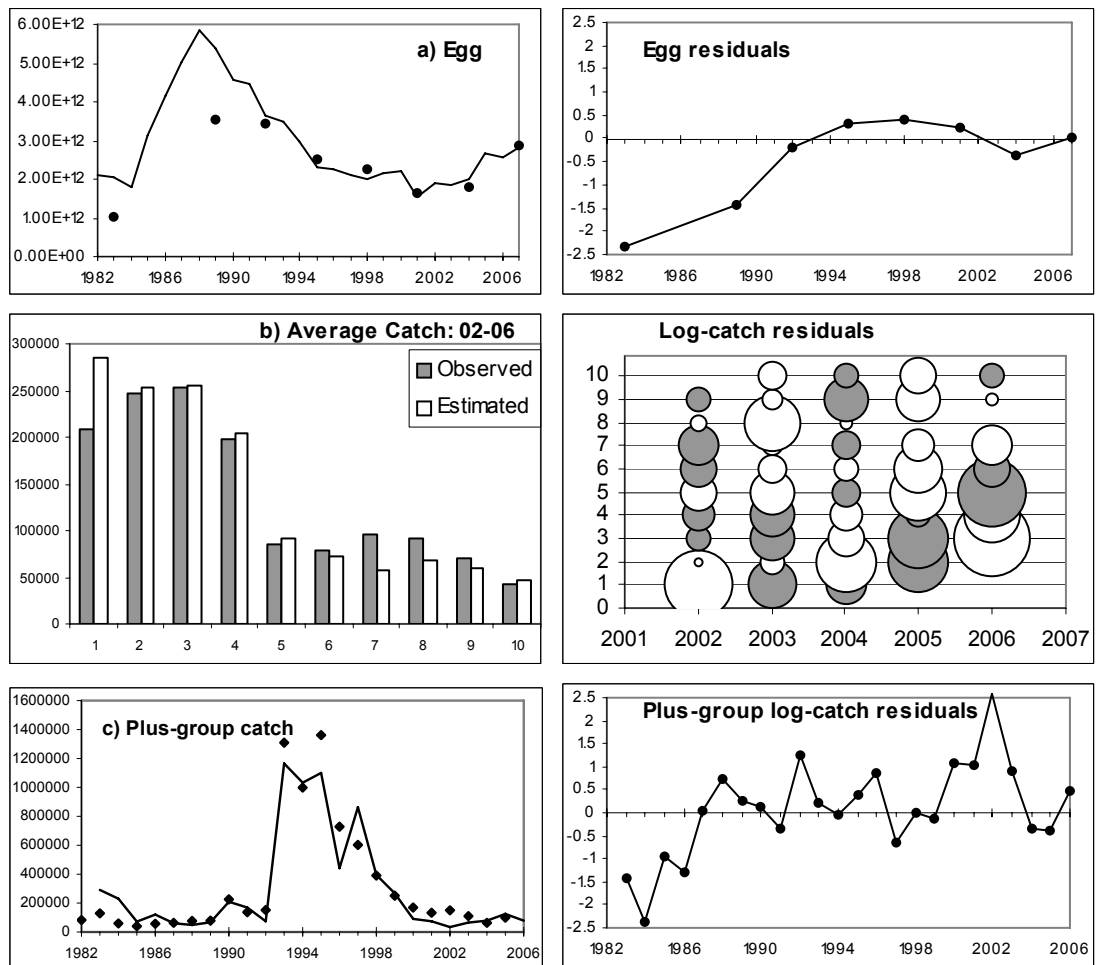 a) Egg
6.00E+12
5.00E+12
4.00E+12
3.00E+12
2.00E+12
1.00E+12
0.00E+00
1982 1986 1990 1994 1998 2002 2006
Egg residuals
2.5
2
1.5
1
0.5
0
-0.5
-1
-1.5
-2
-2.5
1982 1986 1990 1994 1998 2002 2006
b) Average Catch: 02-06
300000
250000
200000
150000
100000
50000
0
Observed
Estimated
1 2 3 4 5 6 7 8 9 10
Log-catch residuals
10
9
8
7
6
5
4
3
2
1
0
2001 2002 2003 2004 2005 2006 2007
c) Plus-group catch
1600000
1400000
1200000
1000000
800000
600000
400000
200000
0
1982 1986 1990 1994 1998 2002 2006
Plus-group log-catch residuals
2.5
2
1.5
1
0.5
0
-0.5
-1
-1.5
-2
-2.5
1982 1986 1990 1994 1998 2002 2006